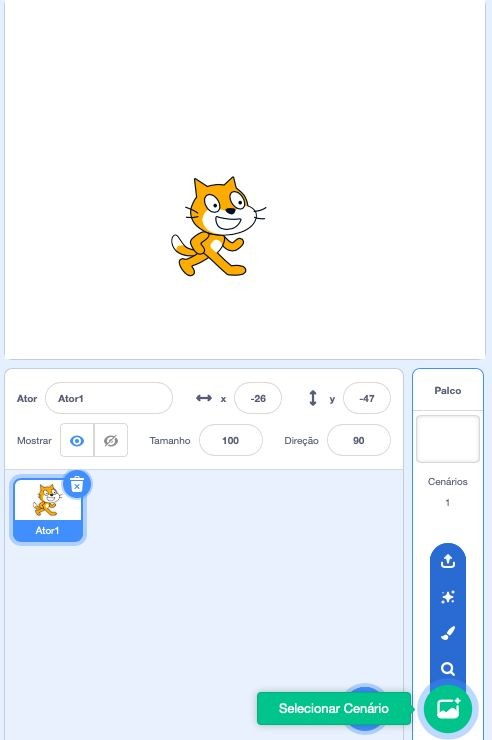 Ator Ator1 x -26 y -47
Mostrar Tamanho 100 Direção 90
Ator1
Palco
Cenários
1
Selecionar Cenário